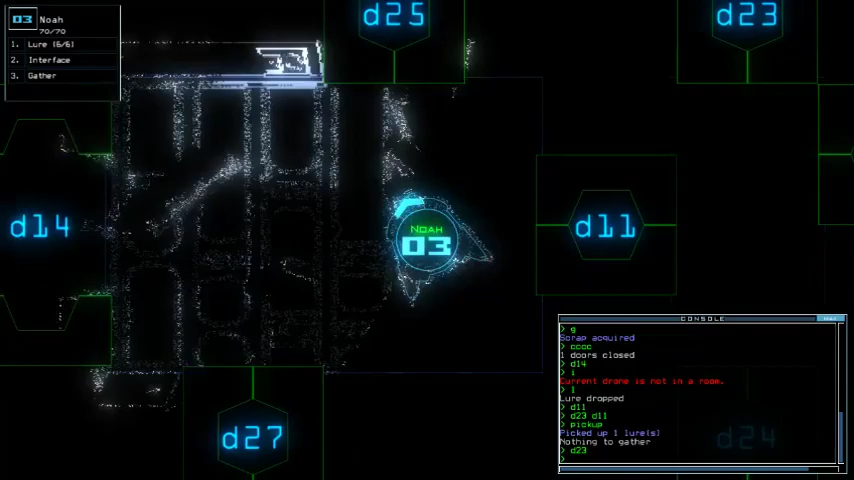 03 Noah
70/70
1. Lure (6/6)
2. Interface
3. Gather
d25
d23
d14
NOAH
03
d11
d27
d24
CONSOLE
> g
Scrap acquired
> cccc
1 doors closed
> d14
> i
Current drone is not in a room.
> l
Lure dropped
> d11
> d23 d11
> pickup
Picked up 1 lure(s)
Nothing to gather
> d23
>